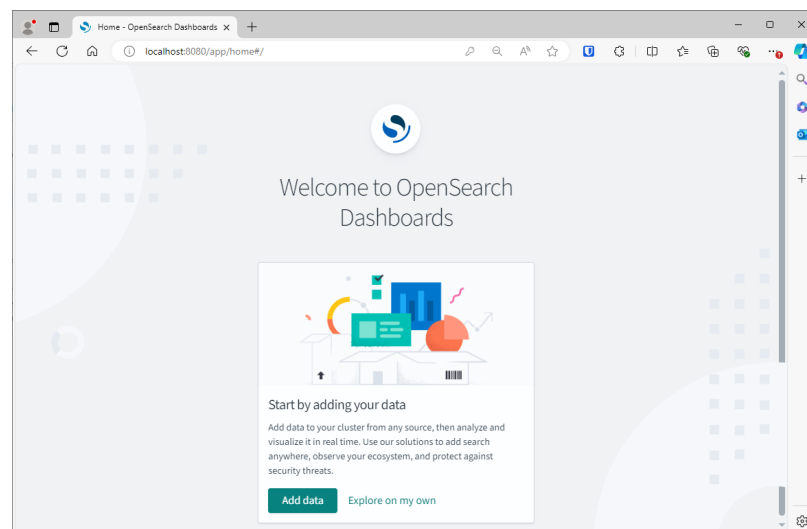 Home - OpenSearch Dashboards
localhost:8080/app/home#/
Welcome to OpenSearch
Dashboards
Start by adding your data
Add data to your cluster from any source, then analyze and
visualize it in real time. Use our solutions to add search
anywhere, observe your ecosystem, and protect against
security threats.
Add data
Explore on my own